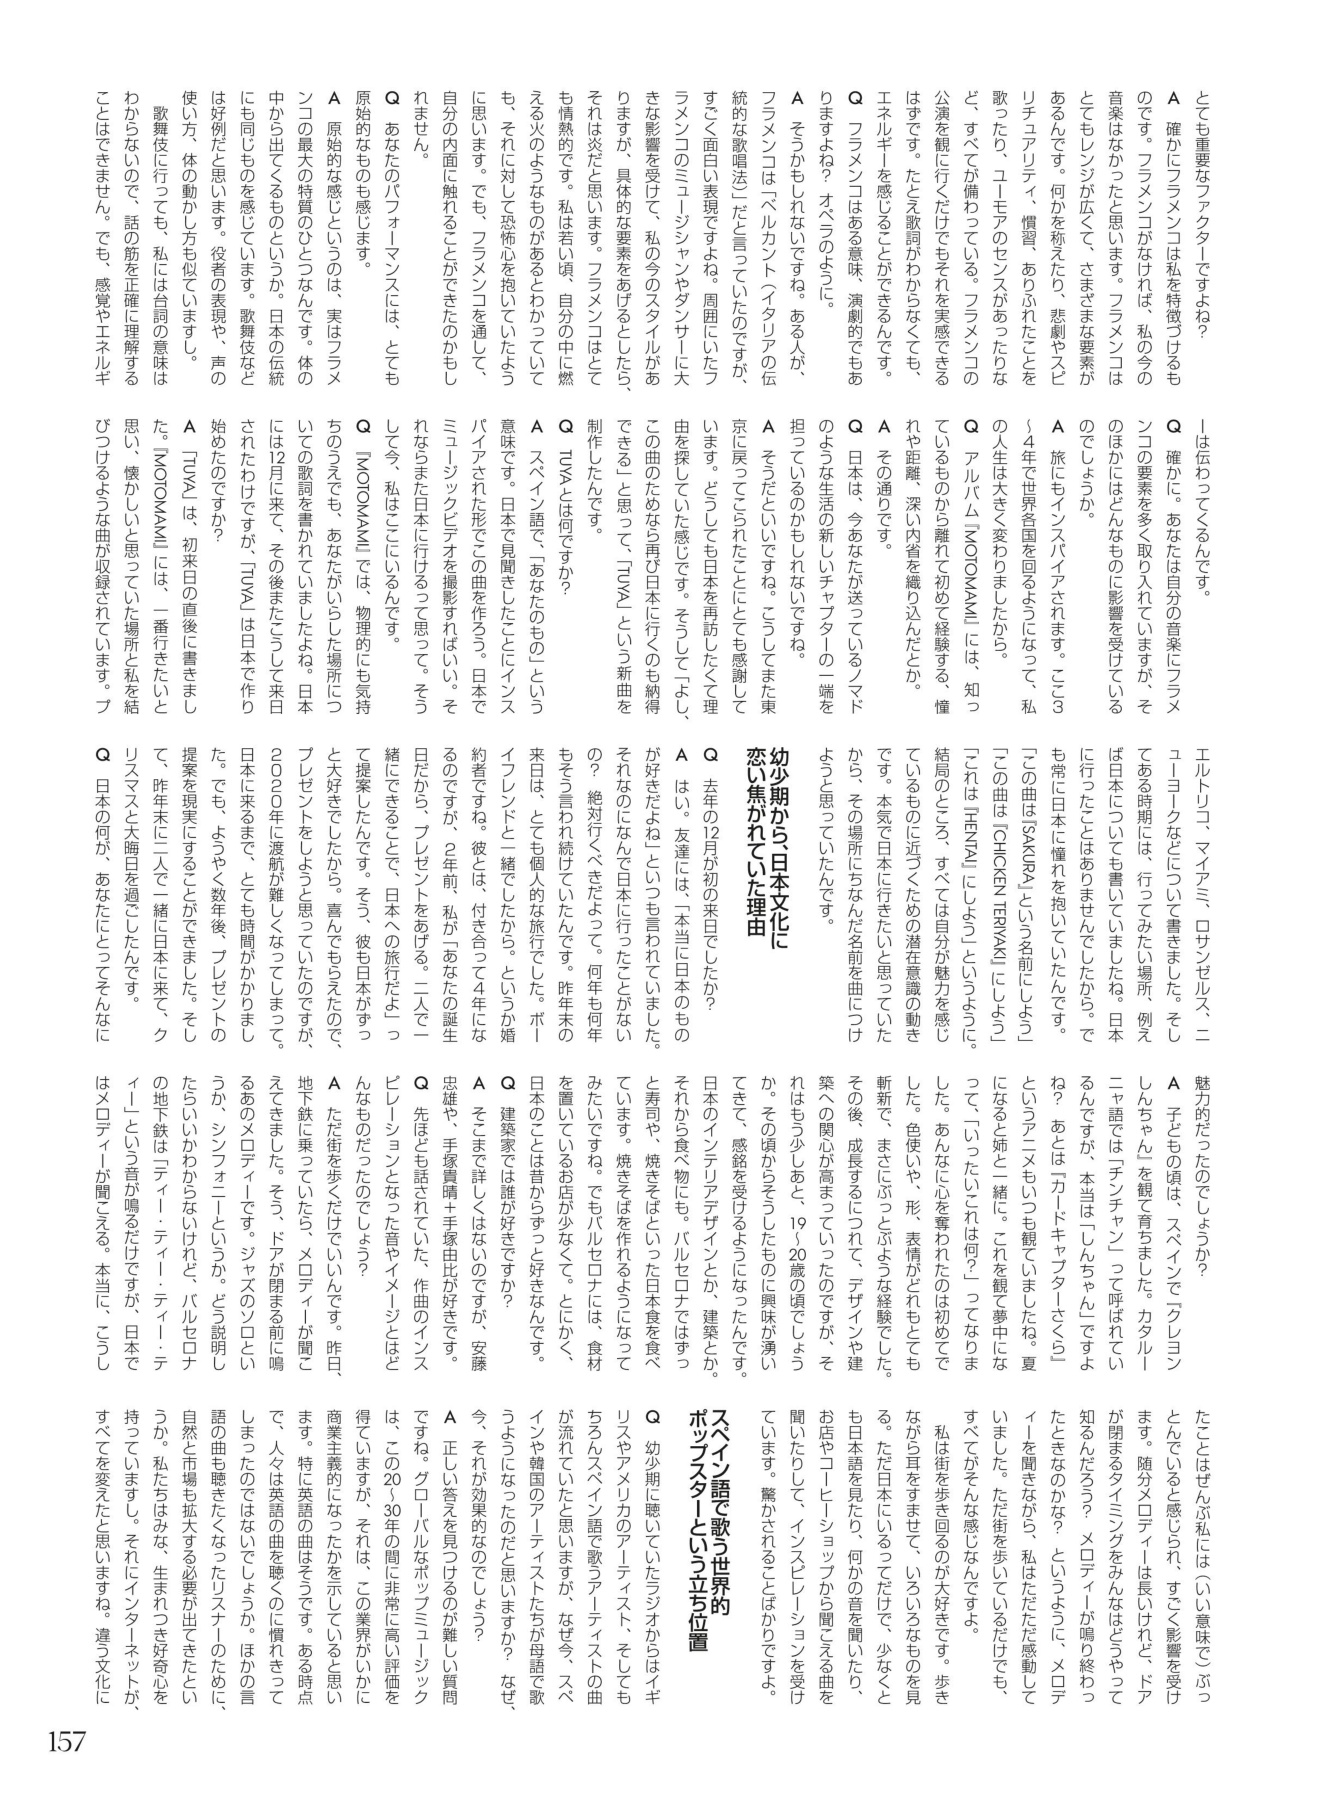 とても重要なファクターですよね?
A 確かにフラメンコは私を特徴づけるも
のです。フラメンコがなければ、私の今の
音楽はなかったと思います。フラメンコは
とてもレンジが広くて、さまざまな要素が
あるんです。何かを称えたり、悲劇やスピ
リチュアリティ、慣習、ありふれたことを
歌ったり、ユーモアのセンスがあったりな
ど、すべてが備わっている。フラメンコの
公演を観に行くだけでもそれを実感できる
はずです。たとえ歌詞がわからなくても、
エネルギーを感じることができるんです。
Q フラメンコはある意味、演劇的でもあ
りますよね? オペラのように。
A そうかもしれないですね。ある人が、
フラメンコは「ベルカント(イタリアの伝
統的な歌唱法)」だと言っていたのですが、
すごく面白い表現ですよね。周囲にいたフ
ラメンコのミュージシャンやダンサーに大
きな影響を受けて、私の今のスタイルがあ
りますが、具体的な要素をあげるとしたら、
それは炎だと思います。フラメンコはとて
も情熱的です。私は若い頃、自分の中に燃
える火のようなものがあるとわかっていて
も、それに対して恐怖心を抱いていたよう
に思います。でも、フラメンコを通して、
自分の内面に触れることができたのかもし
れません。
Q あなたのパフォーマンスには、とても
原始的なものも感じます。
A 原始的な感じというのは、実はフラメ
ンコの最大の特質のひとつなんです。体の
中から出てくるものというか。日本の伝統
にも同じものを感じています。歌舞伎など
は好例だと思います。役者の表現や、声の
使い方、体の動かし方も似ていますし。
歌舞伎に行っても、私には台詞の意味は
わからないので、話の筋を正確に理解する
ことはできません。でも、感覚やエネルギ
ーは伝わってくるんです。
Q 確かに。あなたは自分の音楽にフラメ
ンコの要素を多く取り入れていますが、そ
のほかにはどんなものに影響を受けている
のでしょうか。
A 旅にもインスパイアされます。ここ3
〜4年で世界各国を回るようになって、私
の人生は大きく変わりましたから。
Q アルバム『MOTOMAMI』には、知っ
ているものから離れて初めて経験する、憧
れや距離、深い内省を織り込んだとか。
A その通りです。
Q 日本は、今あなたが送っているノマド
のような生活の新しいチャプターの一端を
担っているのかもしれないですね。
A そうだといいですね。こうしてまた東
京に戻ってこられたことにとても感謝して
います。どうしても日本を再訪したくて理
由を探していた感じです。そうして「よし、
この曲のためなら再び日本に行くのも納得
できる」と思って、「TUYA」という新曲を
制作したんです。
Q TUYAとは何ですか?
A スペイン語で、「あなたのもの」という
意味です。日本で見聞きしたことにインス
パイアされた形でこの曲を作ろう。日本で
ミュージックビデオを撮影すればいい。そ
れならまた日本に行けるって思って。そう
して今、私はここにいるんです。
Q 『MOTOMAMI』では、物理的にも気持
ちのうえでも、あなたがいらした場所につ
いての歌詞を書かれていましたよね。日本
には12月に来て、その後またこうして来日
されたわけですが、「TUYA」は日本で作り
始めたのですか?
A 「TUYA」は、初来日の直後に書きまし
た。『MOTOMAMI』には、一番行きたいと
思い、懐かしいと思っていた場所と私を結
びつけるような曲が収録されています。プ
エルトリコ、マイアミ、ロサンゼルス、ニ
ューヨークなどについて書きました。そし
てある時期には、行ってみたい場所、例え
ば日本についても書いていましたね。日本
に行ったことはありませんでしたから。で
も常に日本に憧れを抱いていたんです。
「この曲は『SAKURA』という名前にしよう」
「この曲は『CHICKEN TERIYAKI』にしよう」
「これは『HENTAI』にしよう」というように。
結局のところ、すべては自分が魅力を感じ
ているものに近づくための潜在意識の動き
です。本気で日本に行きたいと思っていた
から、その場所にちなんだ名前を曲につけ
ようと思っていたんです。
幼少期から、日本文化に
恋い焦がれていた理由
Q 去年の12月が初の来日でしたか?
A はい。友達には、「本当に日本のもの
が好きだよね」といつも言われていました。
それなのになんで日本に行ったことがない
の? 絶対行くべきだよって。何年も何年
もそう言われ続けていたんです。昨年末の
来日は、とても個人的な旅行でした。ボー
イフレンドと一緒でしたから。というか婚
約者ですね。彼とは、付き合って4年にな
るのですが、2年前、私が「あなたの誕生
日だから、プレゼントをあげる。二人で一
緒にできることで、日本への旅行だよ」っ
て提案したんです。そう、彼も日本がずっ
と大好きでしたから。喜んでもらえたので、
プレゼントをしようと思っていたのですが、
2020年に渡航が難しくなってしまって。
日本に来るまで、とても時間がかかりまし
た。でも、ようやく数年後、プレゼントの
提案を現実にすることができました。そし
て、昨年末に二人で一緒に日本に来て、ク
リスマスと大晦日を過ごしたんです。
Q 日本の何が、あなたにとってそんなに
魅力的だったのでしょうか?
A 子どもの頃は、スペインで『クレヨン
しんちゃん』を観て育ちました。カタルー
ニャ語では「チンチャン」って呼ばれてい
るんですが、本当は「しんちゃん」ですよ
ね? あとは『カードキャプターさくら』
というアニメもいつも観ていましたね。夏
になると姉と一緒に。これを観て夢中にな
って、「いったいこれは何?」ってなりま
した。あんなに心を奪われたのは初めてで
した。色使いや、形、表情がどれもとても
斬新で、まさにぶっとぶような経験でした。
その後、成長するにつれて、デザインや建
築への関心が高まっていったのですが、そ
れはもう少しあと、19〜20歳の頃でしょう
か。その頃からそうしたものに興味が湧い
てきて、感銘を受けるようになったんです。
日本のインテリアデザインとか、建築とか。
それから食べ物にも。バルセロナではずっ
と寿司や、焼きそばといった日本食を食べ
ています。焼きそばを作れるようになって
みたいですね。でもバルセロナには、食材
を置いているお店が少なくて。とにかく、
日本のことは昔からずっと好きなんです。
Q 建築家では誰が好きですか?
A そこまで詳しくはないのですが、安藤
忠雄や、手塚貴晴+手塚由比が好きです。
Q 先ほども話されていた、作曲のインス
ピレーションとなった音やイメージとはど
んなものだったのでしょう?
A ただ街を歩くだけでいいんです。昨日、
地下鉄に乗っていたら、メロディーが聞こ
えてきました。そう、ドアが閉まる前に鳴
るあのメロディーです。ジャズのソロとい
うか、シンフォニーというか。どう説明し
たらいいかわからないけれど、バルセロナ
の地下鉄は「ティー・ティー・ティー・テ
ィー」という音が鳴るだけですが、日本で
はメロディーが聞こえる。本当に、こうし
たことはぜんぶ私には(いい意味で)ぶっ
とんでいると感じられ、すごく影響を受け
ます。随分メロディーは長いけれど、ドア
が閉まるタイミングをみんなはどうやって
知るんだろう? メロディーが鳴り終わっ
たときなのかな? というように、メロデ
ィーを聞きながら、私はただただ感動して
いました。ただ街を歩いているだけでも、
すべてがそんな感じなんですよ。
私は街を歩き回るのが大好きです。歩き
ながら耳をすませて、いろいろなものを見
る。ただ日本にいるってだけで、少なくと
も日本語を見たり、何かの音を聞いたり、
お店やコーヒーショップから聞こえる曲を
聞いたりして、インスピレーションを受け
ています。驚かされることばかりですよ。
スペイン語で歌う世界的
ポップスターという立ち位置
Q 幼少期に聴いていたラジオからはイギ
リスやアメリカのアーティスト、そしても
ちろんスペイン語で歌うアーティストの曲
が流れていたと思いますが、なぜ今、スペ
インや韓国のアーティストたちが母語で歌
うようになったのだと思いますか? なぜ、
今、それが効果的なのでしょう?
A 正しい答えを見つけるのが難しい質問
ですね。グローバルなポップミュージック
は、この20〜30年の間に非常に高い評価を
得ていますが、それは、この業界がいかに
商業主義的になったかを示していると思い
ます。特に英語の曲はそうです。ある時点
で、人々は英語の曲を聴くのに慣れきって
しまったのではないでしょうか。ほかの言
語の曲も聴きたくなったリスナーのために、
自然と市場も拡大する必要が出てきたとい
うか。私たちはみな、生まれつき好奇心を
持っていますし。それにインターネットが、
すべてを変えたと思いますね。違う文化に
157